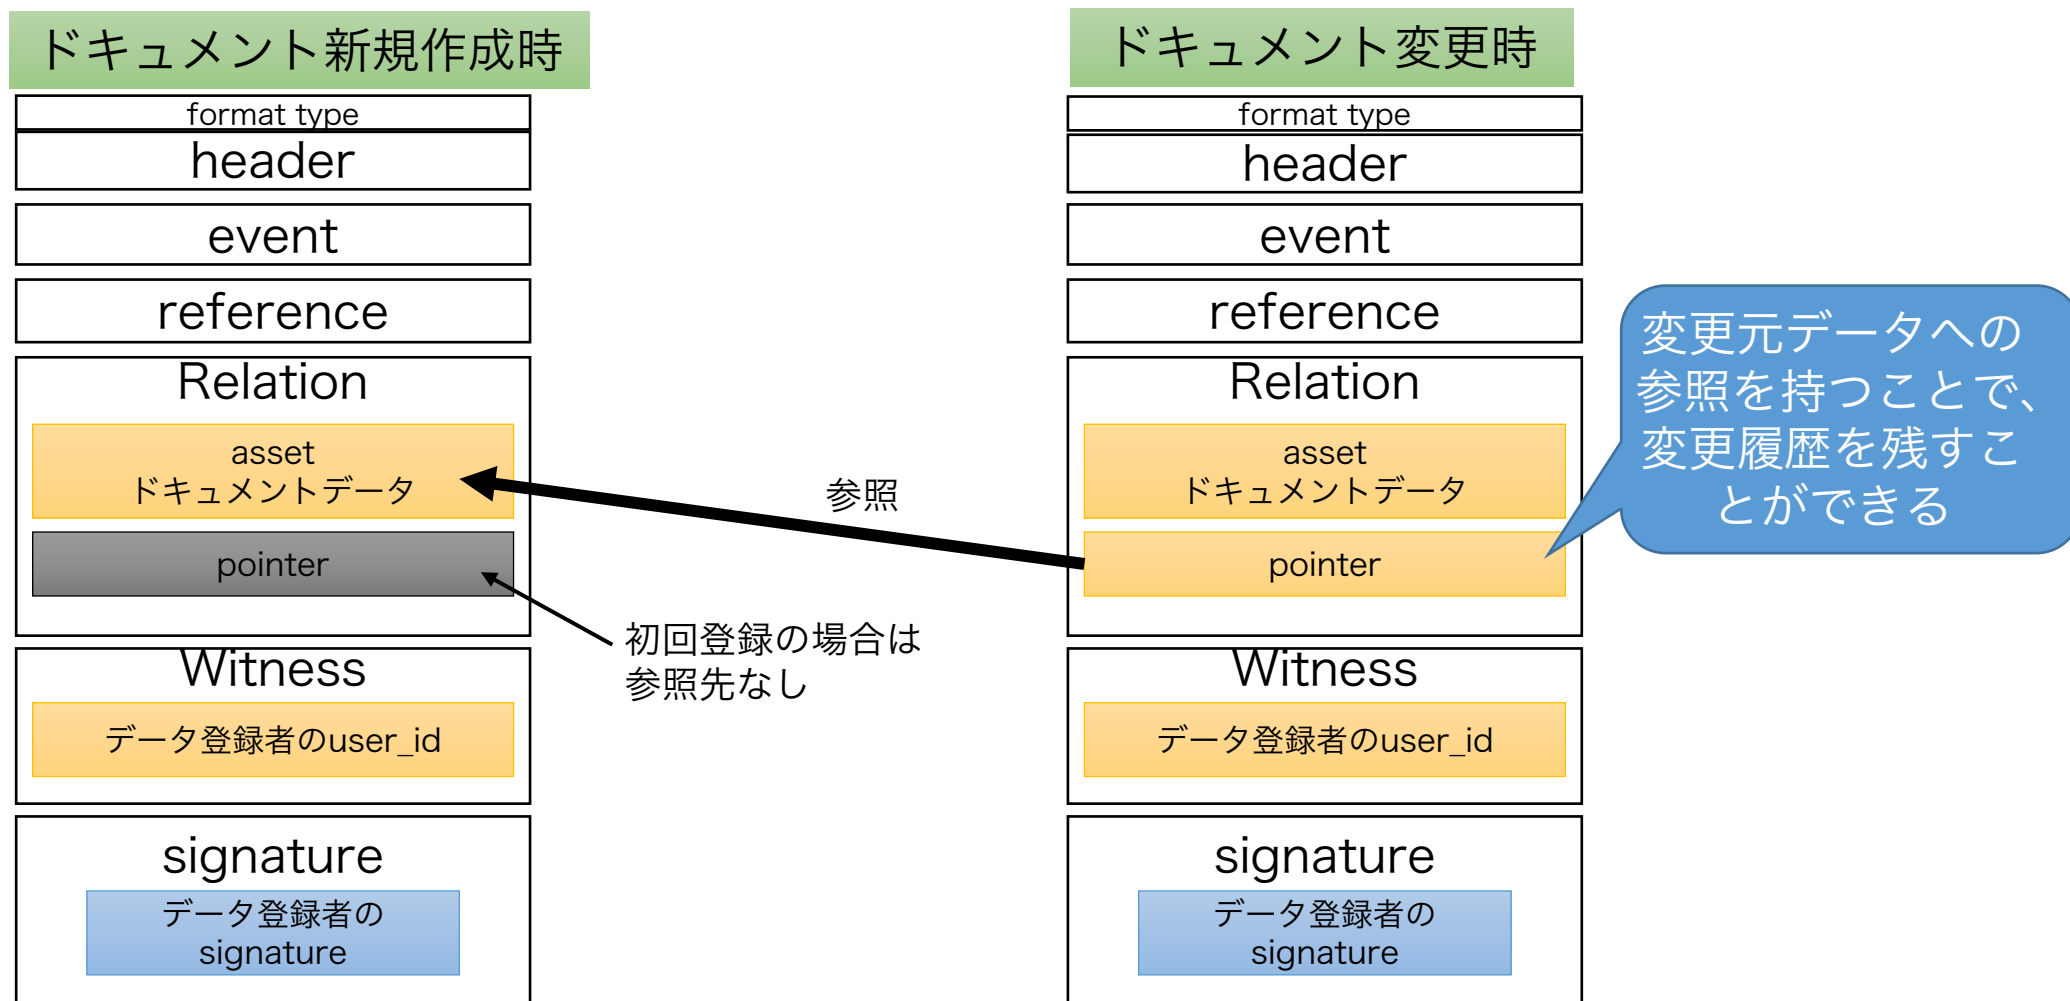 ドキュメント新規作成時
format type
header
event
reference
Relation
asset
ドキュメントデータ
pointer
Witness
データ登録者のuser_id
signature
データ登録者の
signature
参照
初回登録の場合は
参照先なし
ドキュメント変更時
format type
header
event
reference
Relation
asset
ドキュメントデータ
pointer
Witness
データ登録者のuser_id
signature
データ登録者の
signature
変更元データへの
参照を持つことで、
変更履歴を残すこ
とができる